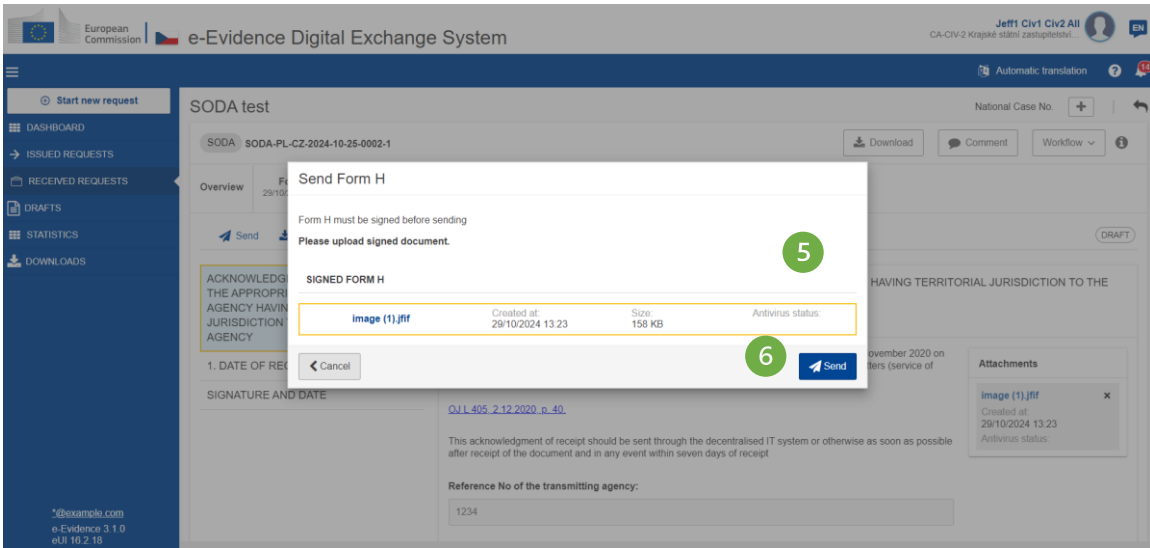 European
Commission
e-Evidence Digital Exchange System
Jeff1 Civ1 Civ2 All
CA-CIV-2 Krajské státní zastupitelství...
EN
Automatic translation
?
14
Start new request
DASHBOARD
ISSUED REQUESTS
RECEIVED REQUESTS
DRAFTS
STATISTICS
DOWNLOADS
*@example.com
e-Evidence 3.1.0
eUI 16.2.18
SODA test
National Case No.
SODA SODA-PL-CZ-2024-10-25-0002-1
Download
Comment
Workflow
Overview
29/10/
Send
DRAFT
Send Form H
Form H must be signed before sending
Please upload signed document.
5
SIGNED FORM H
image (1).jfif
Created at:
29/10/2024 13:23
Size:
158 KB
Antivirus status:
Cancel
6
Send
ACKNOWLEDG
THE APPROPRI
AGENCY HAVIN
JURISDICTION
AGENCY
1. DATE OF REC
SIGNATURE AND DATE
HAVING TERRITORIAL JURISDICTION TO THE
ovember 2020 on
ters (service of
OJ L 405, 2.12.2020, p. 40.
This acknowledgment of receipt should be sent through the decentralised IT system or otherwise as soon as possible
after receipt of the document and in any event within seven days of receipt
Reference No of the transmitting agency:
1234
Attachments
image (1).jfif
Created at:
29/10/2024 13:23
Antivirus status: